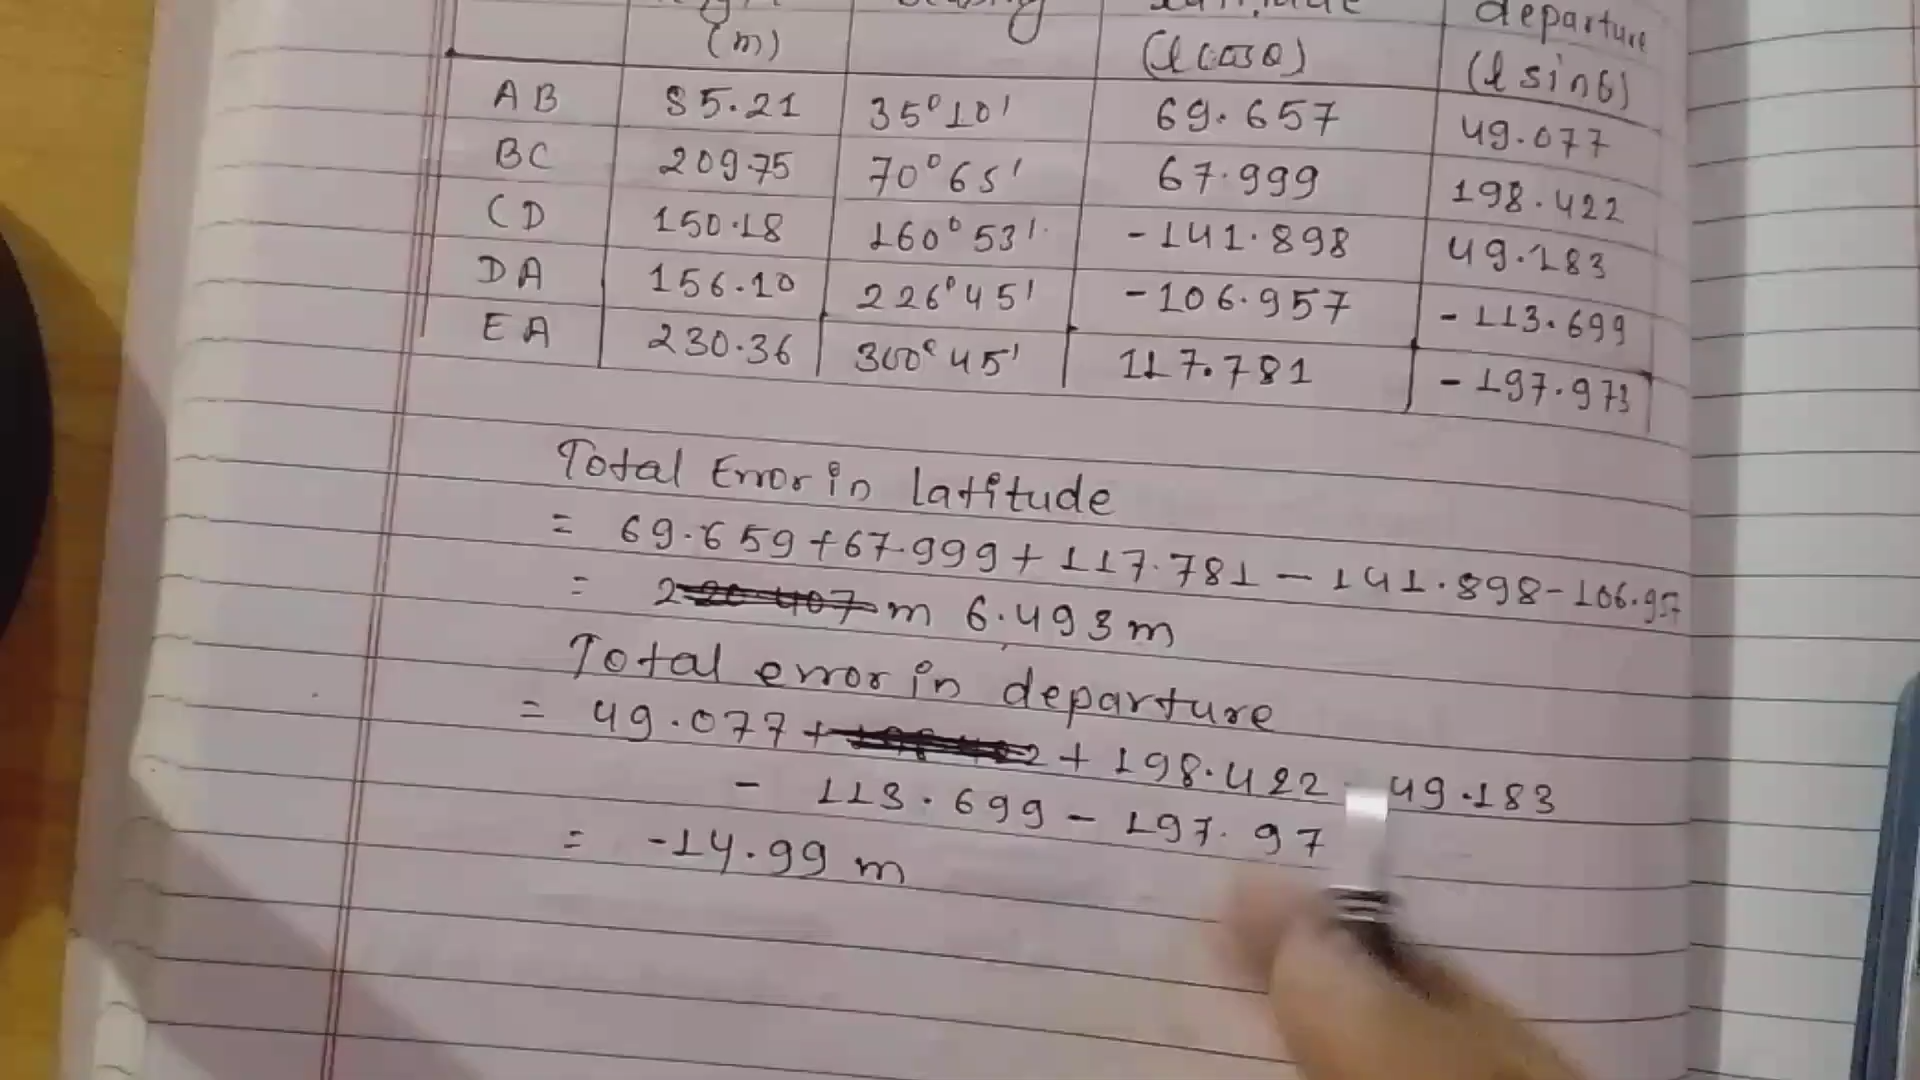 departure
(m) (l cosθ) (l sinθ)
AB 85.21 35°10' 69.657 49.077
BC 209.75 70°65' 67.999 198.422
CD 150.18 160°53' -141.898 49.183
DA 156.10 226°45' -106.957 -113.699
EA 230.36 300°45' 117.781 -197.973
Total Error in latitude
= 69.659+67.999+117.781-141.898-106.957
= m 6.493m
Total error in departure
= 49.077+ +198.422 49.183
- 113.699-197.97
= -14.99 m